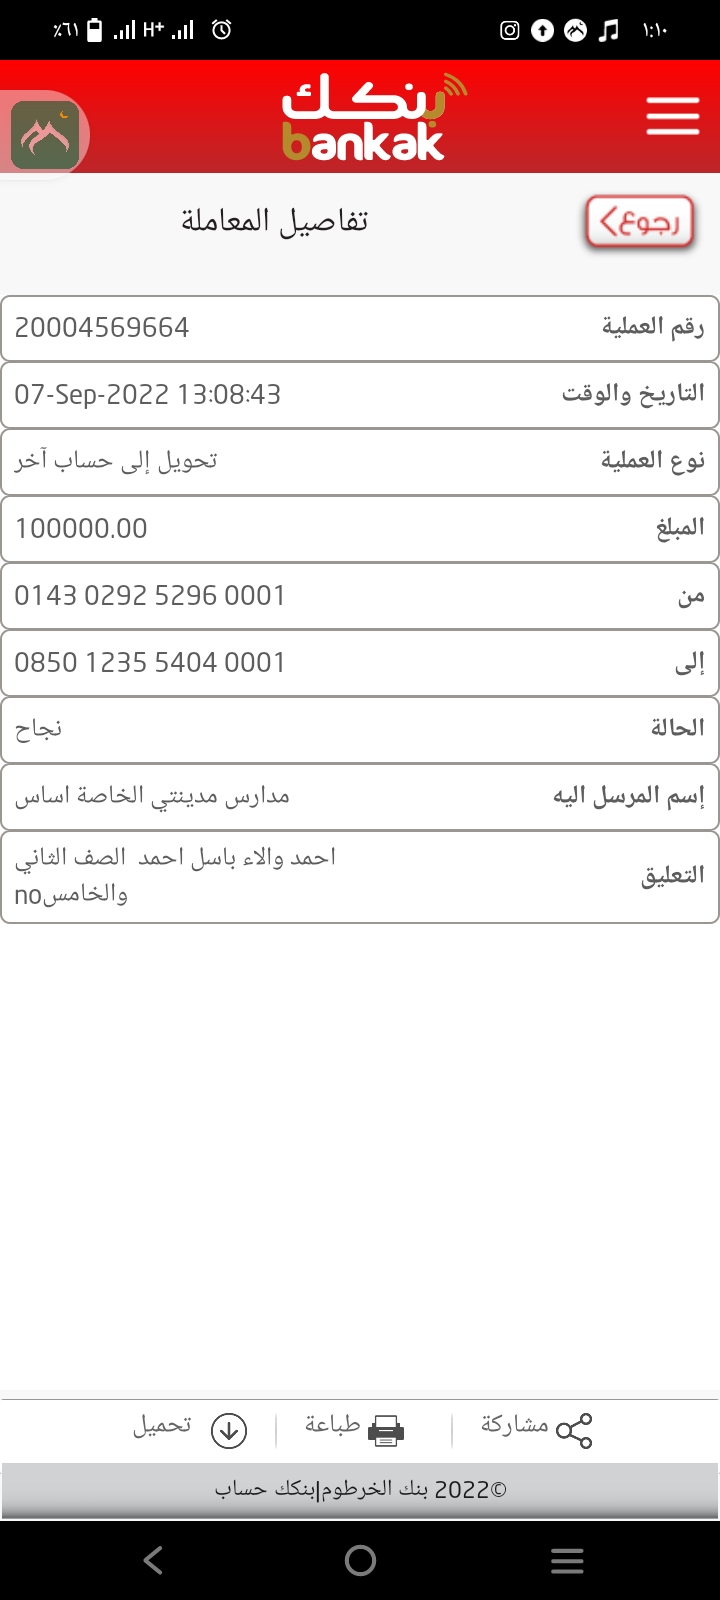 ٪٦١ H+ ١:١٠
بنكك
bankak
رجوع
تفاصيل المعاملة
رقم العملية 20004569664
التاريخ والوقت 07-Sep-2022 13:08:43
نوع العملية تحويل إلى حساب آخر
المبلغ 100000.00
من 0143 0292 5296 0001
إلى 0850 1235 5404 0001
الحالة نجاح
إسم المرسل اليه مدارس مدينتي الخاصة اساس
احمد والاء باسل احمد  الصف الثاني
التعليق
والخامسno
مشاركة طباعة تحميل
©2022 بنك الخرطوم|بنكك حساب